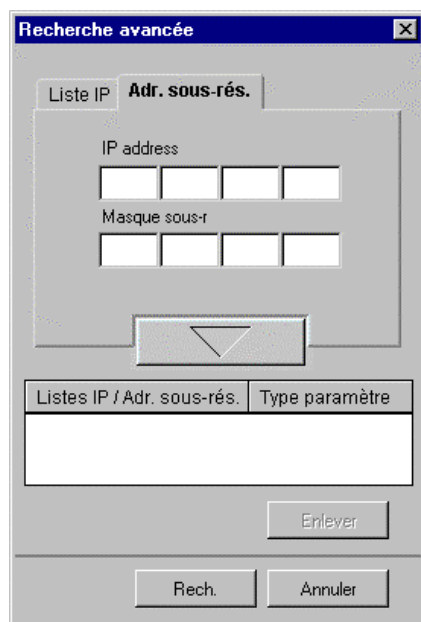 Recherche avancée
Liste IP Adr. sous-rés.
IP address
Masque sous-r
Listes IP / Adr. sous-rés. Type paramètre
Enlever
Rech. Annuler